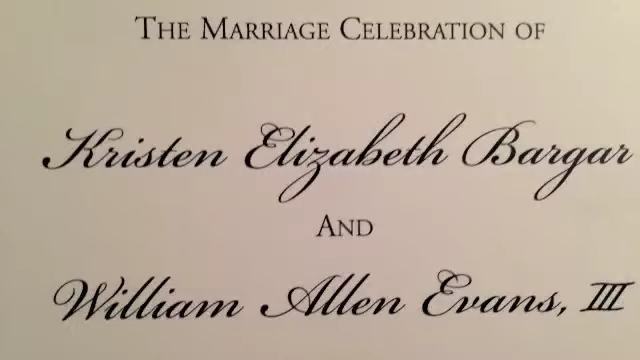 The Marriage Celebration of
Kristen Elizabeth Bargar
And
William Allen Evans, III